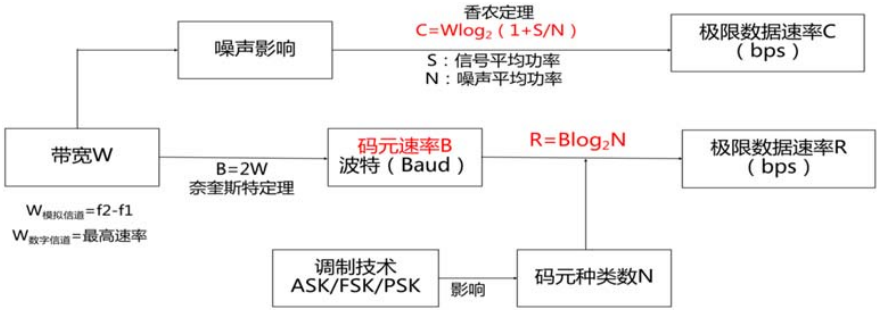 香农定理
噪声影响
C=Wlog₂（1+S/N）
极限数据速率C
（bps）
S：信号平均功率
N：噪声平均功率
带宽W
码元速率B
波特（Baud）
R=Blog₂N
极限数据速率R
（bps）
B=2W
奈奎斯特定理
W模拟信道=f2-f1
W数字信道=最高速率
调制技术
ASK/FSK/PSK
影响
码元种类数N